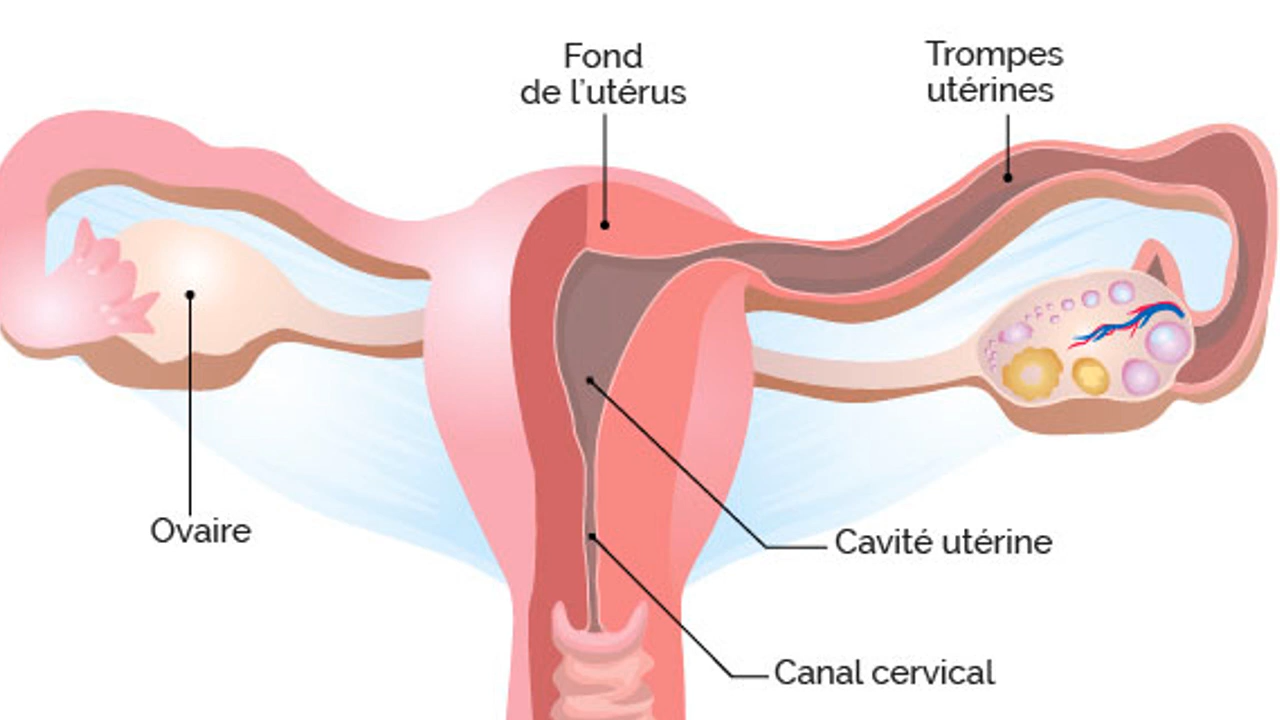 Fond
de l'utérus
Trompes
utérines
Ovaire
Cavité utérine
Canal cervical